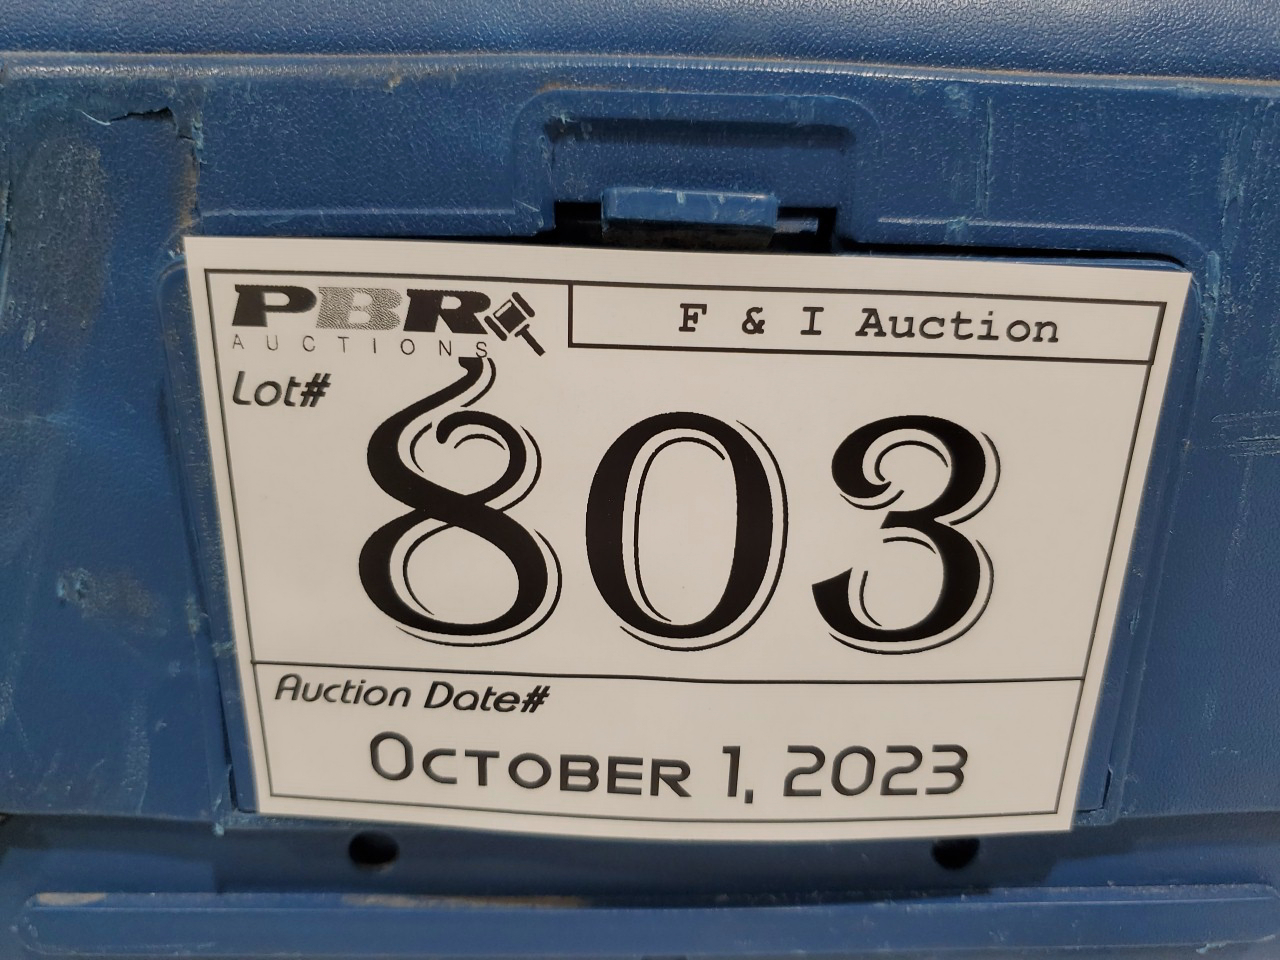 PBR
AUCTIONS
F & I Auction
Lot#
803
Auction Date#
OCTOBER 1, 2023